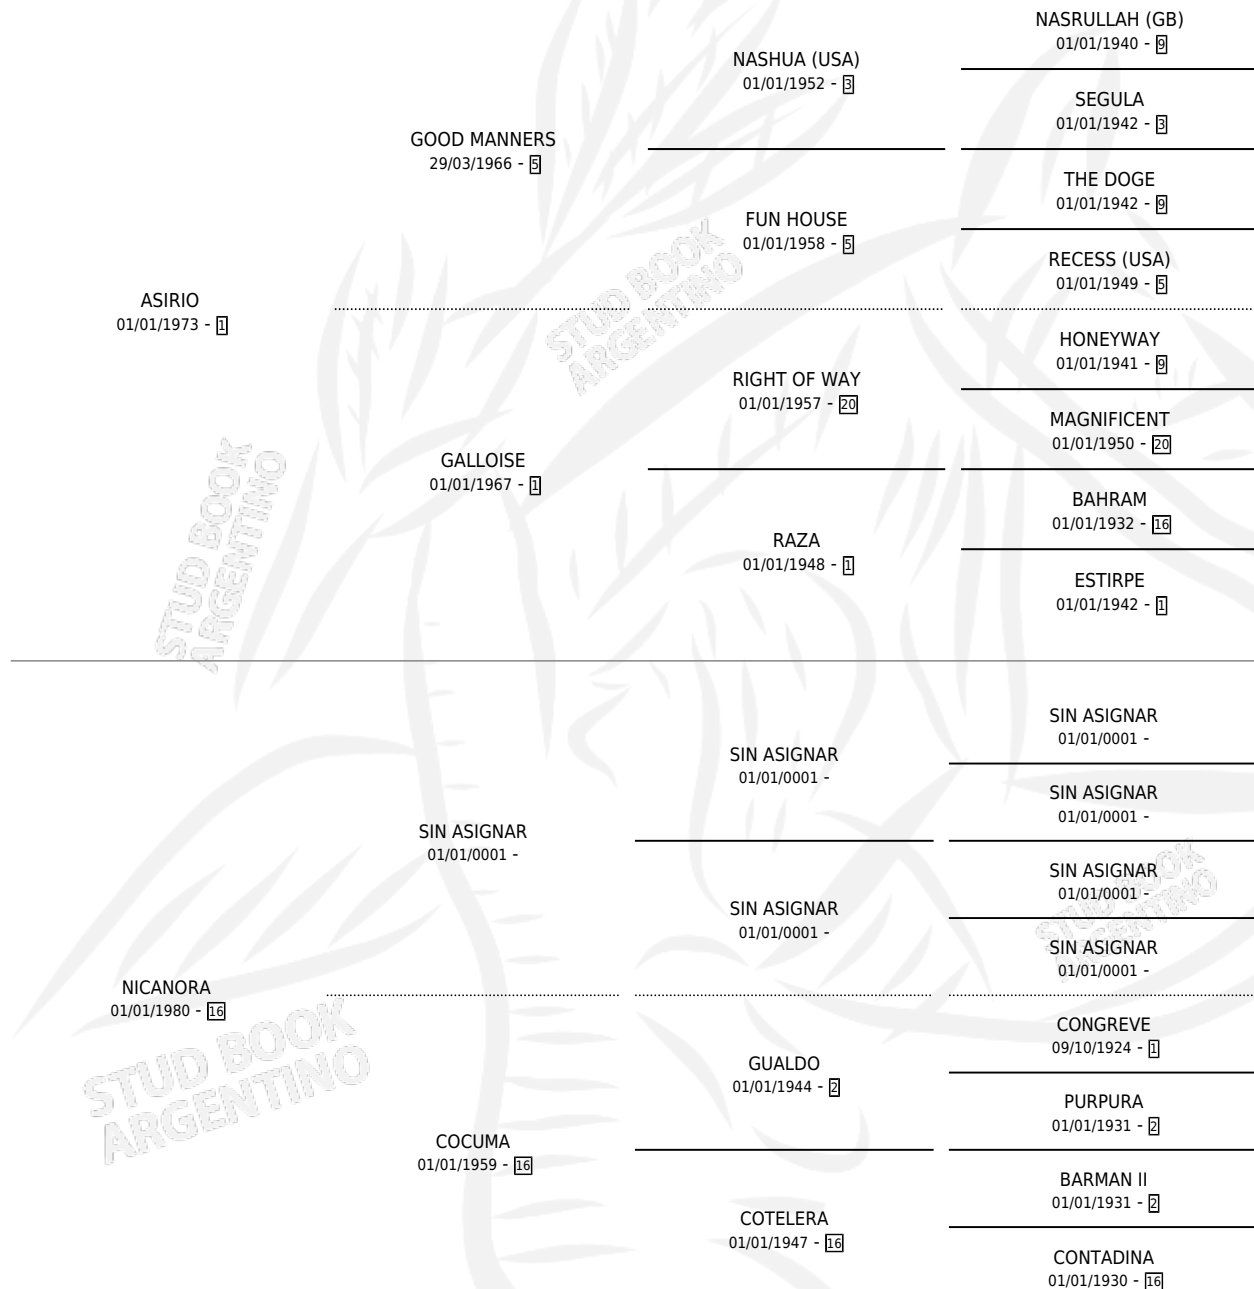 NASRULLAH (GB)
01/01/1940 - 9
NASHUA (USA)
01/01/1952 - 3
SEGULA
01/01/1942 - 3
GOOD MANNERS
29/03/1966 - 5
THE DOGE
01/01/1942 - 9
FUN HOUSE
01/01/1958 - 5
RECESS (USA)
01/01/1949 - 5
ASIRIO
01/01/1973 - 1
HONEYWAY
01/01/1941 - 9
RIGHT OF WAY
01/01/1957 - 20
MAGNIFICENT
01/01/1950 - 20
GALLOISE
01/01/1967 - 1
BAHRAM
01/01/1932 - 16
RAZA
01/01/1948 - 1
ESTIRPE
01/01/1942 - 1
SIN ASIGNAR
01/01/0001 -
SIN ASIGNAR
01/01/0001 -
SIN ASIGNAR
01/01/0001 -
SIN ASIGNAR
01/01/0001 -
SIN ASIGNAR
01/01/0001 -
SIN ASIGNAR
01/01/0001 -
SIN ASIGNAR
01/01/0001 -
NICANORA
01/01/1980 - 16
CONGREVE
09/10/1924 - 1
GUALDO
01/01/1944 - 2
PURPURA
01/01/1931 - 2
COCUMA
01/01/1959 - 16
BARMAN II
01/01/1931 - 2
COTELERA
01/01/1947 - 16
CONTADINA
01/01/1930 - 16
STUD BOOK
ARGENTINO
STUD BOOK
ARGENTINO
STUD BOOK
ARGENTINO
STUD BOOK
ARGENTINO